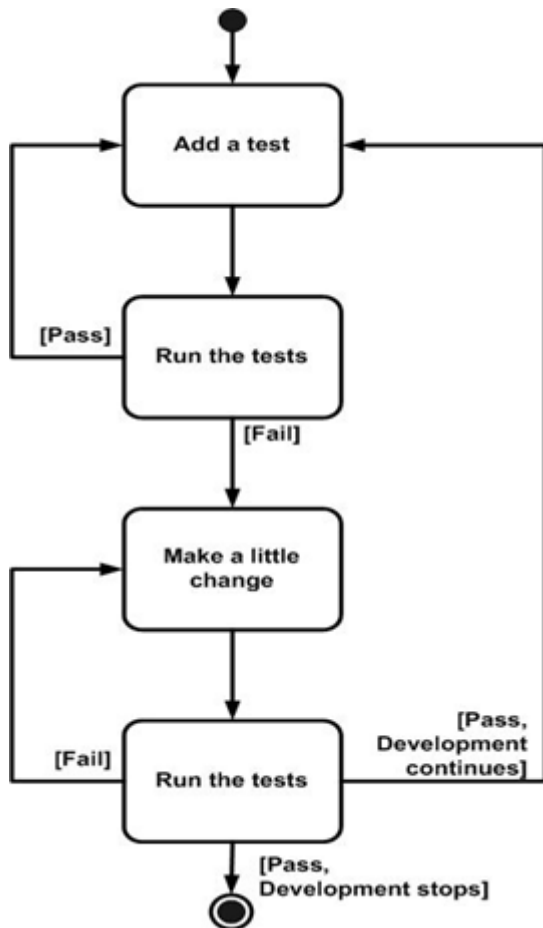 Add a test
[Pass]
Run the tests
[Fail]
Make a little
change
[Fail]
Run the tests
[Pass,
Development
continues]
[Pass,
Development stops]